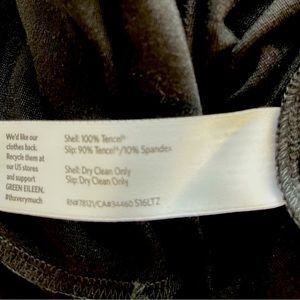 We'd like our
clothes back.
Recycle them at
our US stores
and support
GREEN EILEEN.
#thxverymuch
Shell: 100% Tencel®
Slip: 90% Tencel®/10% Spandex
Shell: Dry Clean Only
Slip: Dry Clean Only
RN#78121/CA#34460 S16LTZ